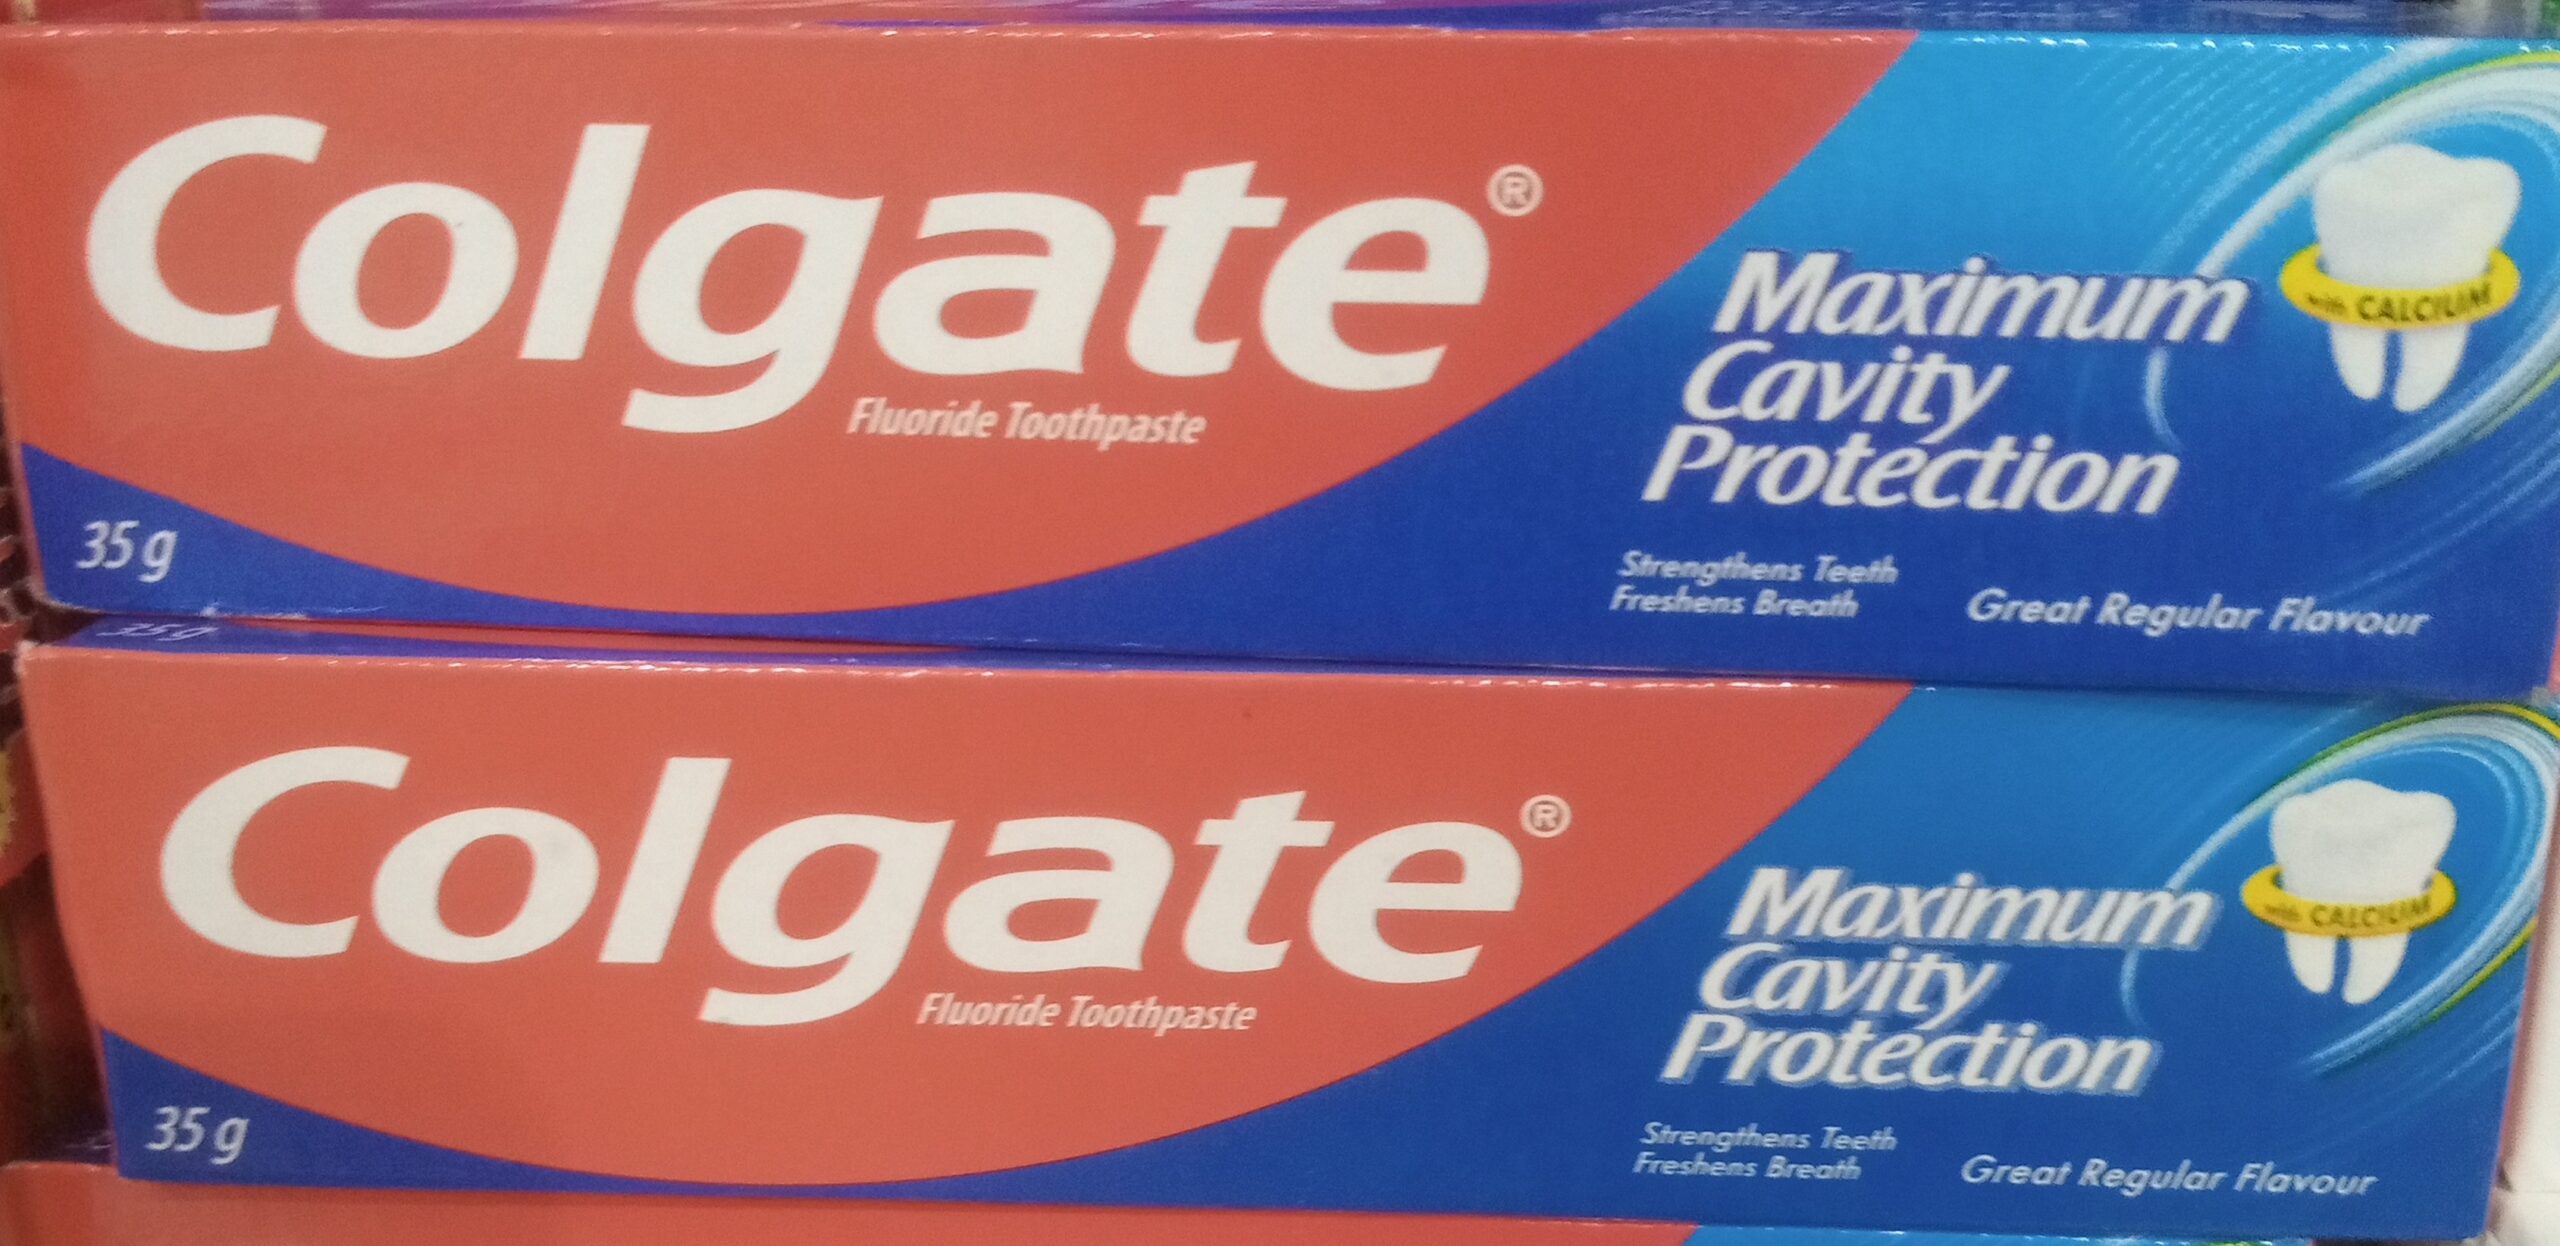 Colgate®
Fluoride Toothpaste
35 g
Maximum
Cavity
Protection
with CALCIUM
Strengthens Teeth
Freshens Breath
Great Regular Flavour
35 g
Colgate®
Fluoride Toothpaste
35 g
Maximum
Cavity
Protection
with CALCIUM
Strengthens Teeth
Freshens Breath
Great Regular Flavour